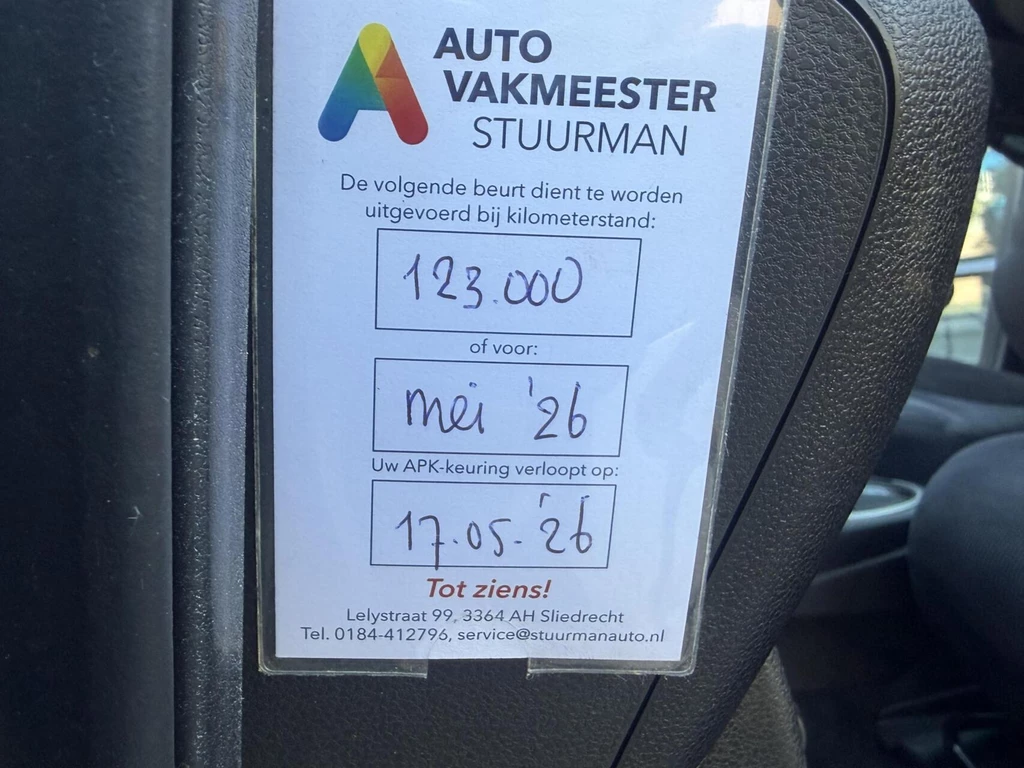 AUTO
VAKMEESTER
STUURMAN
De volgende beurt dient te worden
uitgevoerd bij kilometerstand:
123.000
of voor:
mei '26
Uw APK-keuring verloopt op:
17.05.'26
Tot ziens!
Lelystraat 99, 3364 AH Sliedrecht
Tel. 0184-412796, service@stuurmanauto.nl